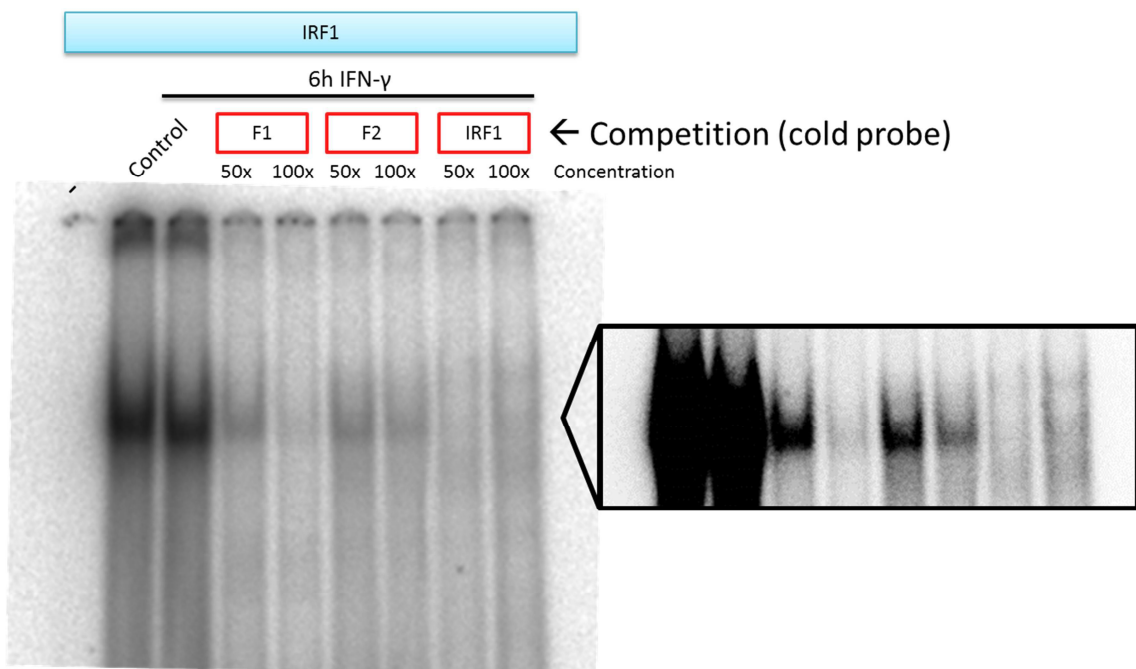 IRF1
6h IFN-γ
Control
F1
F2
IRF1
← Competition (cold probe)
50x
100x
50x
100x
50x
100x
Concentration